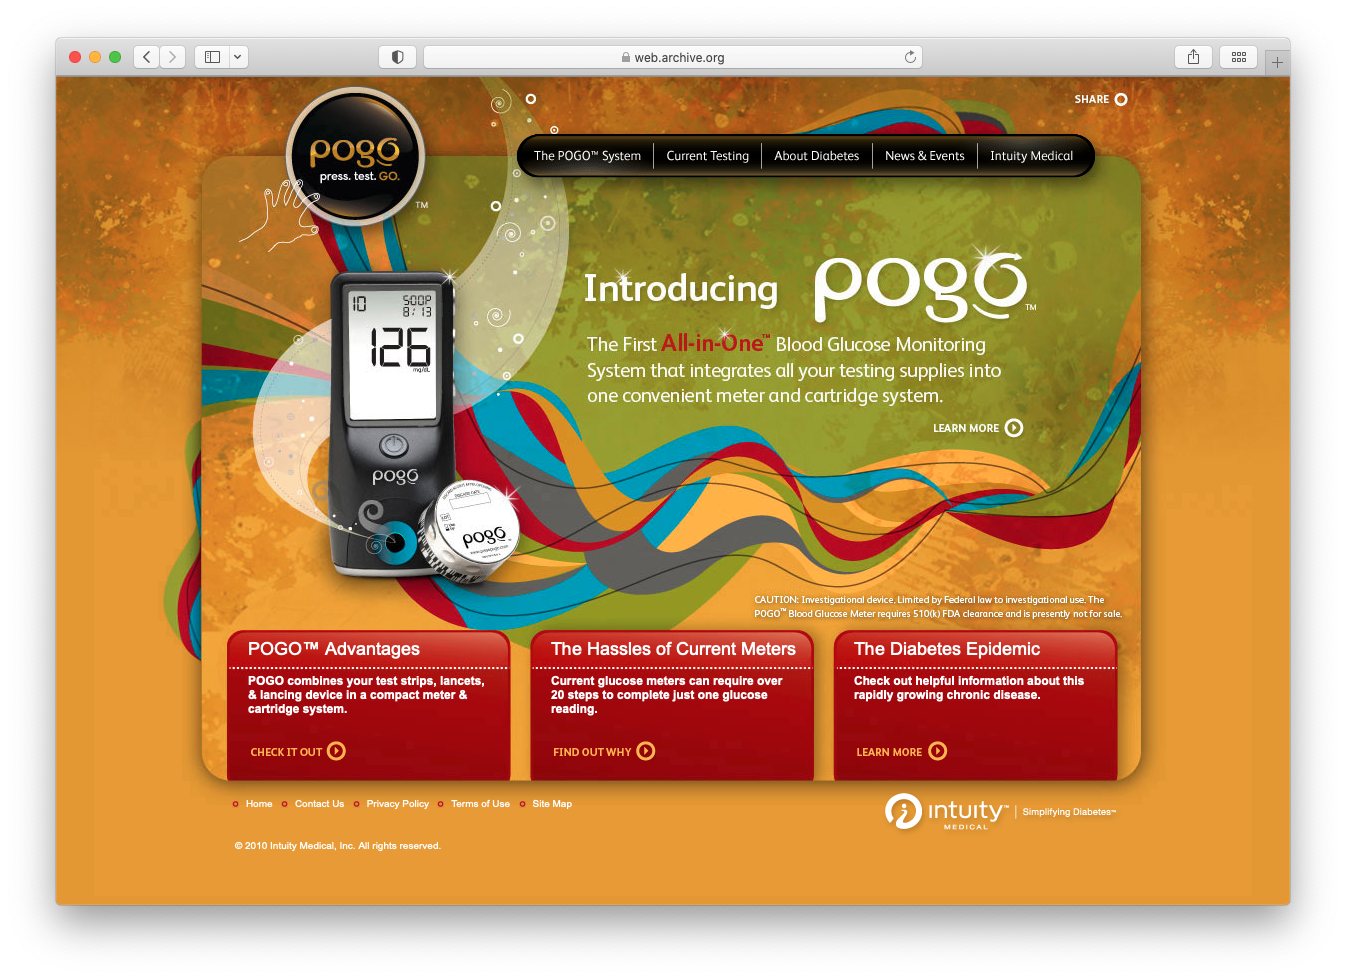 web.archive.org
SHARE
pogo
press. test. GO.
TM
The POGO™ System
Current Testing
About Diabetes
News & Events
Intuity Medical
Introducing pogo™
The First All-in-One™ Blood Glucose Monitoring
System that integrates all your testing supplies into
one convenient meter and cartridge system.
LEARN MORE
10
500P
8/13
126
mg/dL
pogo
pogo
CAUTION: Investigational device. Limited by Federal law to investigational use. The
POGO™ Blood Glucose Meter requires 510(k) FDA clearance and is presently not for sale.
POGO™ Advantages
POGO combines your test strips, lancets,
& lancing device in a compact meter &
cartridge system.
CHECK IT OUT
The Hassles of Current Meters
Current glucose meters can require over
20 steps to complete just one glucose
reading.
FIND OUT WHY
The Diabetes Epidemic
Check out helpful information about this
rapidly growing chronic disease.
LEARN MORE
Home
Contact Us
Privacy Policy
Terms of Use
Site Map
intuity™
MEDICAL
Simplifying Diabetes™
© 2010 Intuity Medical, Inc. All rights reserved.